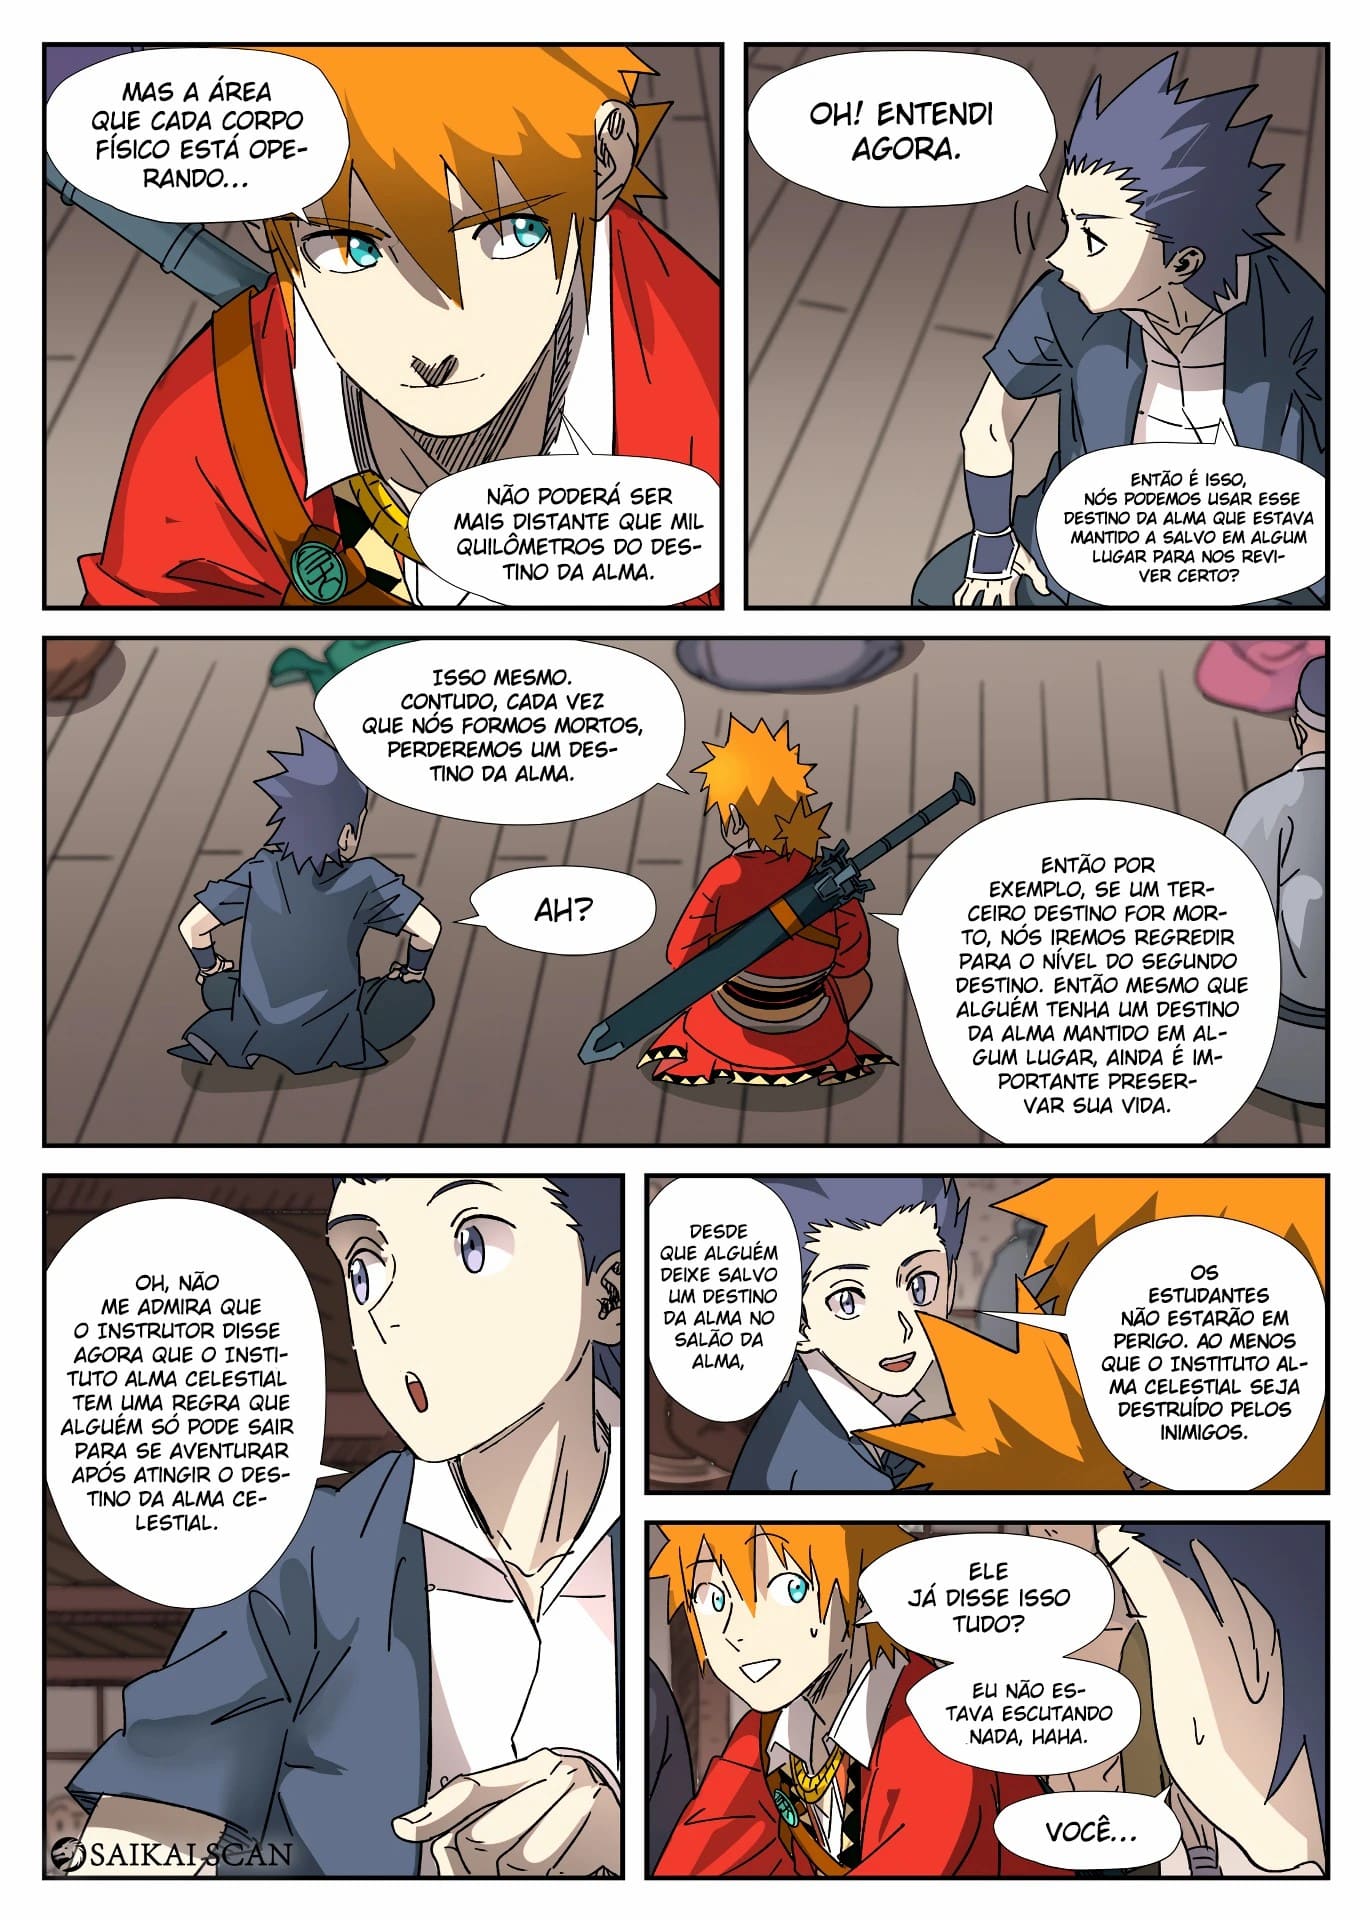 MAS A ÁREA
QUE CADA CORPO
FÍSICO ESTÁ OPE-
RANDO...
NÃO PODERÁ SER
MAIS DISTANTE QUE MIL
QUILÔMETROS DO DES-
TINO DA ALMA.
OH! ENTENDI
AGORA.
ENTÃO É ISSO,
NÓS PODEMOS USAR ESSE
DESTINO DA ALMA QUE ESTAVA
MANTIDO A SALVO EM ALGUM
LUGAR PARA NOS REVI-
VER CERTO?
ISSO MESMO.
CONTUDO, CADA VEZ
QUE NÓS FORMOS MORTOS,
PERDEREMOS UM DES-
TINO DA ALMA.
AH?
ENTÃO POR
EXEMPLO, SE UM TER-
CEIRO DESTINO FOR MOR-
TO, NÓS IREMOS REGREDIR
PARA O NÍVEL DO SEGUNDO
DESTINO. ENTÃO MESMO QUE
ALGUÉM TENHA UM DESTINO
DA ALMA MANTIDO EM AL-
GUM LUGAR, AINDA É IM-
PORTANTE PRESER-
VAR SUA VIDA.
OH, NÃO
ME ADMIRA QUE
O INSTRUTOR DISSE
AGORA QUE O INSTI-
TUTO ALMA CELESTIAL
TEM UMA REGRA QUE
ALGUÉM SÓ PODE SAIR
PARA SE AVENTURAR
APÓS ATINGIR O DES-
TINO DA ALMA CE-
LESTIAL.
DESDE
QUE ALGUÉM
DEIXE SALVO
UM DESTINO
DA ALMA NO
SALÃO DA
ALMA,
OS
ESTUDANTES
NÃO ESTARÃO EM
PERIGO. AO MENOS
QUE O INSTITUTO AL-
MA CELESTIAL SEJA
DESTRUÍDO PELOS
INIMIGOS.
ELE
JÁ DISSE ISSO
TUDO?
EU NÃO ES-
TAVA ESCUTANDO
NADA, HAHA.
VOCÊ...
SAIKAI SCAN